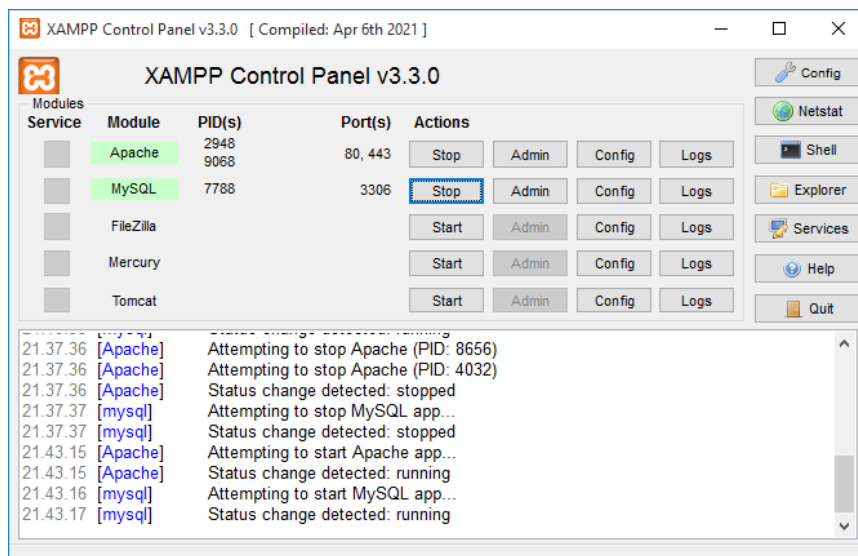 XAMPP Control Panel v3.3.0 [ Compiled: Apr 6th 2021 ]
XAMPP Control Panel v3.3.0
Config
Modules
Service Module PID(s) Port(s) Actions
Netstat
Apache 2948 9068 80, 443 Stop Admin Config Logs
Shell
MySQL 7788 3306 Stop Admin Config Logs
Explorer
FileZilla Start Admin Config Logs
Services
Mercury Start Admin Config Logs
Help
Tomcat Start Admin Config Logs
Quit
21.37.36 [Apache] Attempting to stop Apache (PID: 8656)
21.37.36 [Apache] Attempting to stop Apache (PID: 4032)
21.37.36 [Apache] Status change detected: stopped
21.37.37 [mysql] Attempting to stop MySQL app...
21.37.37 [mysql] Status change detected: stopped
21.43.15 [Apache] Attempting to start Apache app...
21.43.15 [Apache] Status change detected: running
21.43.16 [mysql] Attempting to start MySQL app...
21.43.17 [mysql] Status change detected: running